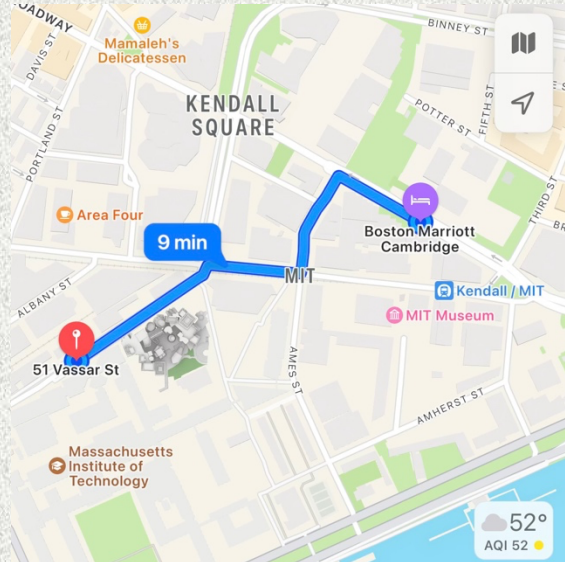 OADWAY
BINNEY ST
Mamaleh's
Delicatessen
DAVIS ST
KENDALL
SQUARE
POTTER ST
FIFTH ST
PORTLAND ST
THIRD ST
Area Four
9 min
Boston Marriott
Cambridge
BR
MIT
Kendall / MIT
ALBANY ST
MIT Museum
51 Vassar St
AMES ST
AMHERST ST
Massachusetts
Institute of
Technology
52°
AQI 52